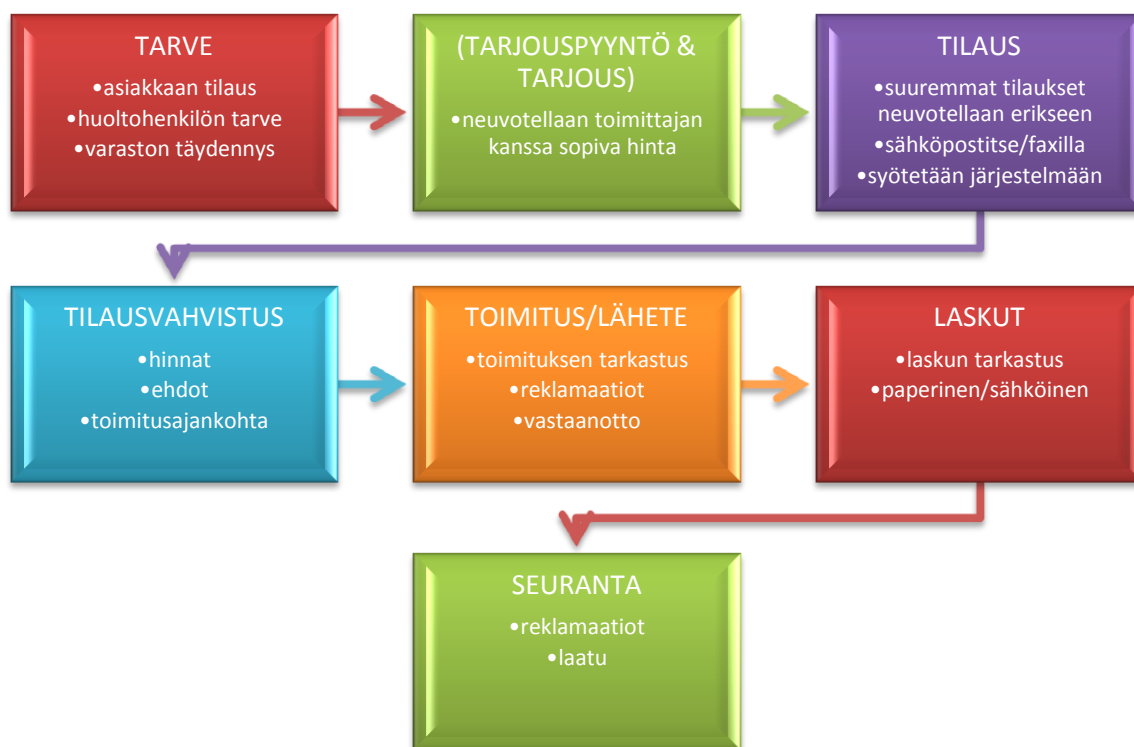 TARVE
•asiakkaan tilaus
•huoltohenkilön tarve
•varaston täydennys
(TARJOUSPYYNTÖ &
TARJOUS)
•neuvotellaan toimittajan
kanssa sopiva hinta
TILAUS
•suuremmat tilaukset
neuvotellaan erikseen
•sähköpostitse/faxilla
•syötetään järjestelmään
TILAUSVAHVISTUS
•hinnat
•ehdot
•toimitusajankohta
TOIMITUS/LÄHETE
•toimituksen tarkastus
•reklamaatiot
•vastaanotto
LASKUT
•laskun tarkastus
•paperinen/sähköinen
SEURANTA
•reklamaatiot
•laatu